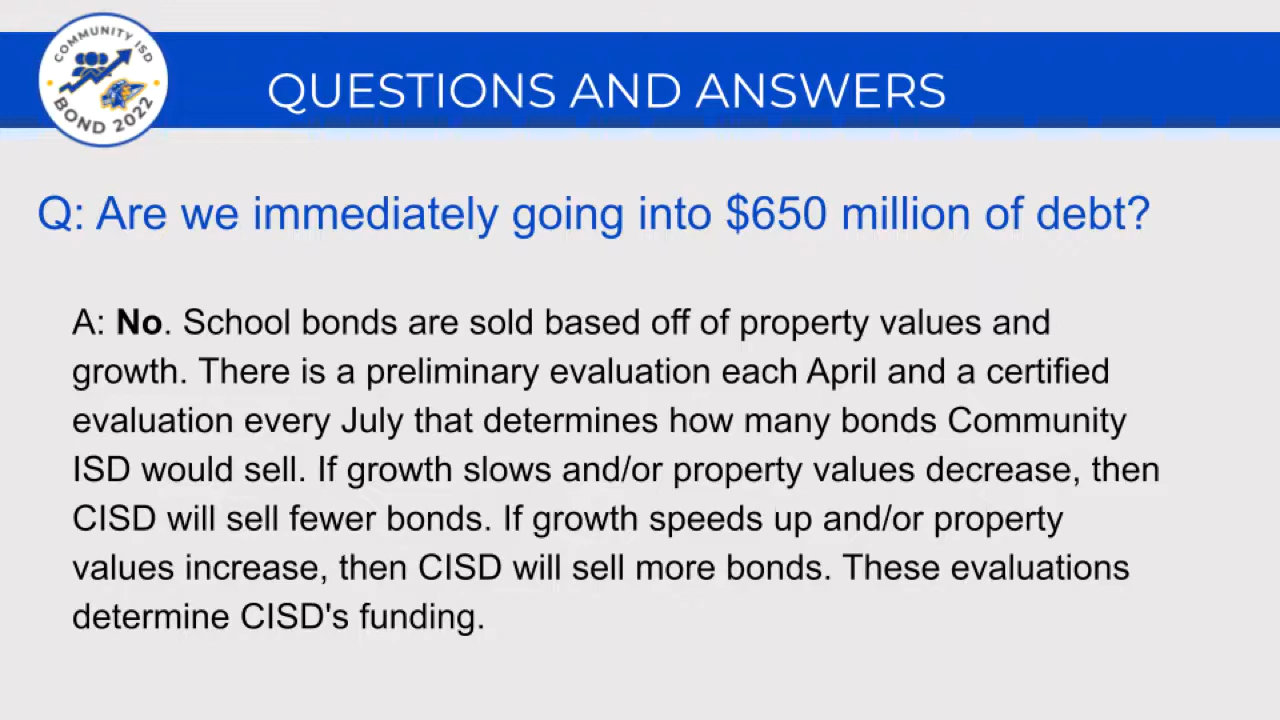 COMMUNITY ISD
BOND 2022
QUESTIONS AND ANSWERS
Q: Are we immediately going into $650 million of debt?
A: No. School bonds are sold based off of property values and
growth. There is a preliminary evaluation each April and a certified
evaluation every July that determines how many bonds Community
ISD would sell. If growth slows and/or property values decrease, then
CISD will sell fewer bonds. If growth speeds up and/or property
values increase, then CISD will sell more bonds. These evaluations
determine CISD's funding.